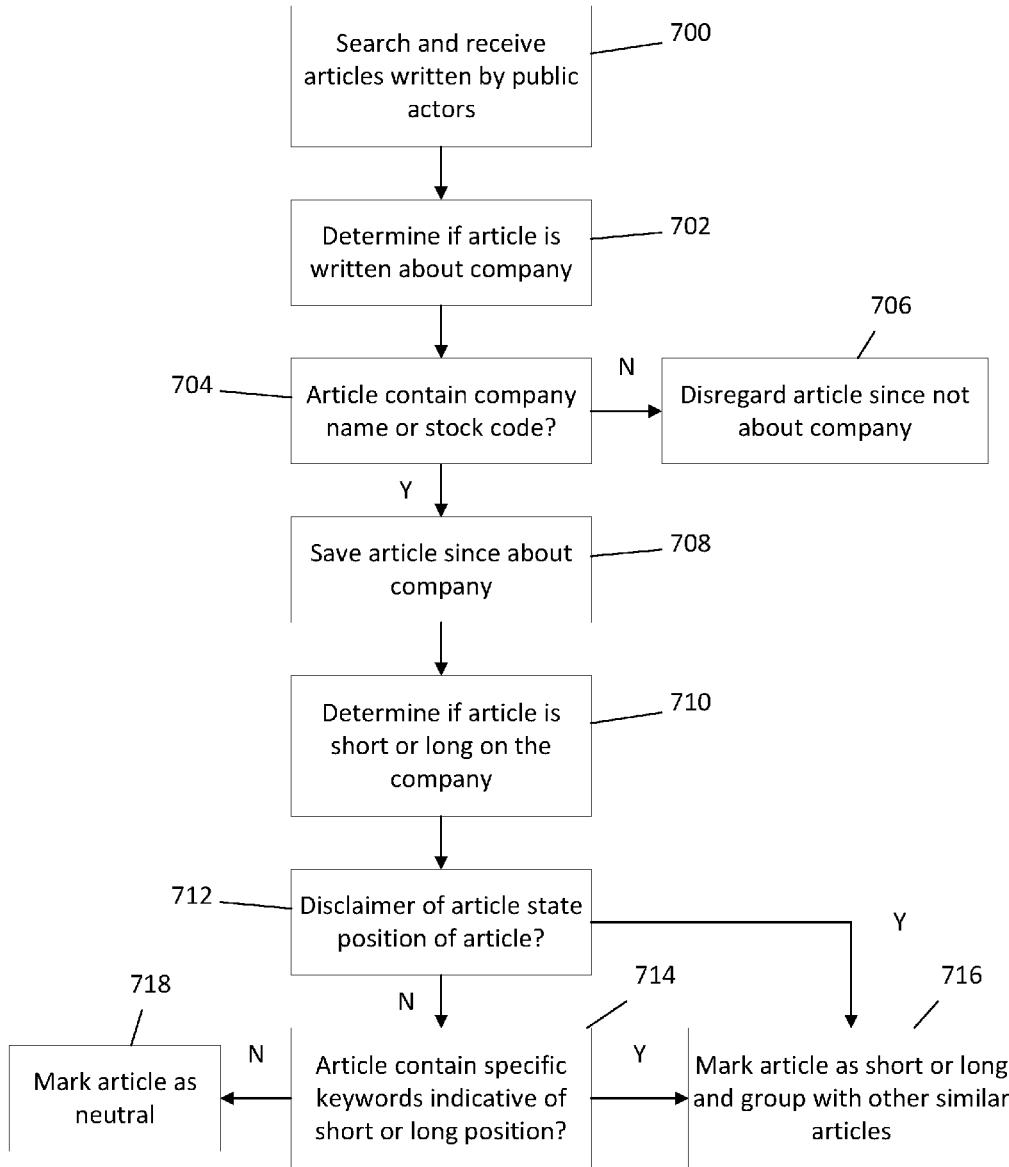 Search and receive
articles written by public
actors
700
Determine if article is
written about company
702
704
Article contain company
name or stock code?
N
706
Disregard article since not
about company
Y
Save article since about
company
708
Determine if article is
short or long on the
company
710
712
Disclaimer of article state
position of article?
Y
N
718
714
716
Mark article as
neutral
N
Article contain specific
keywords indicative of
short or long position?
Y
Mark article as short or long
and group with other similar
articles